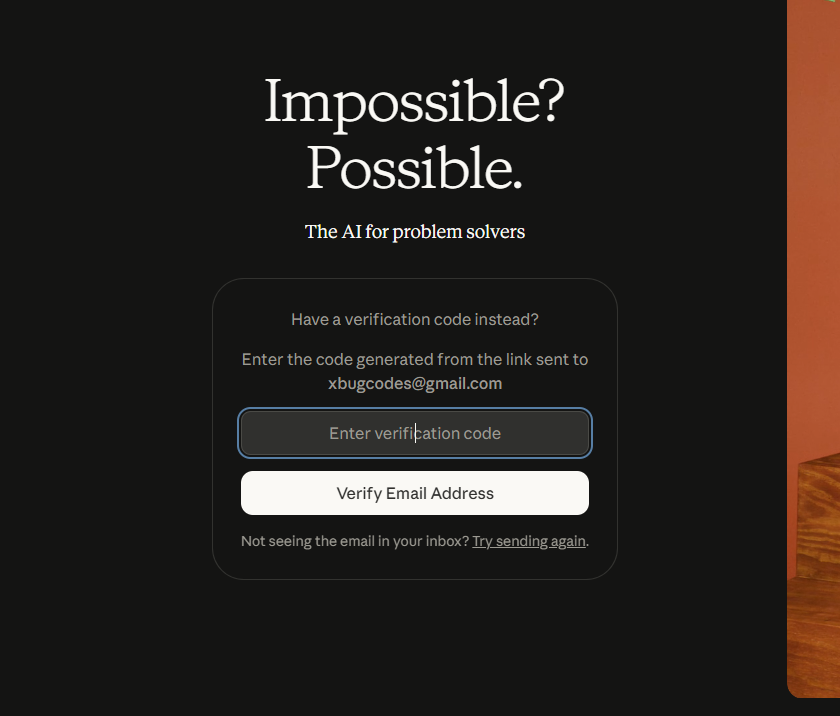 Impossible?
Possible.
The AI for problem solvers
Have a verification code instead?
Enter the code generated from the link sent to
xbugcodes@gmail.com
Enter verification code
Verify Email Address
Not seeing the email in your inbox? Try sending again.